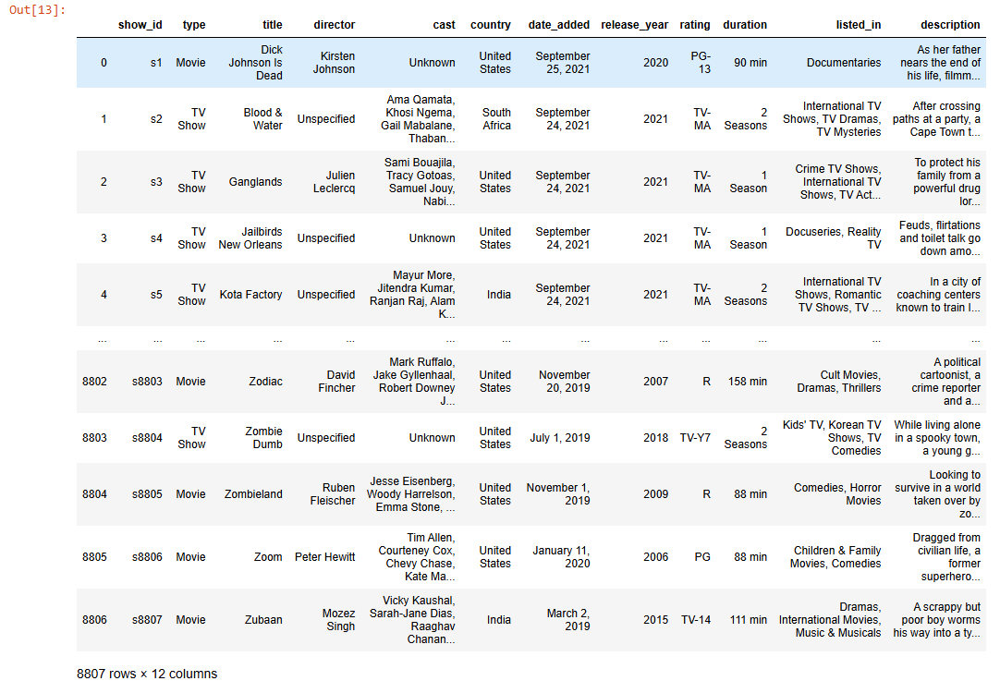 Out[13]:
show_id type title director cast country date_added release_year rating duration listed_in description
0 s1 Movie Dick Johnson Is Dead Kirsten Johnson Unknown United States September 25, 2021 2020 PG-13 90 min Documentaries As her father nears the end of his life, filmm...
1 s2 TV Show Blood & Water Unspecified Ama Qamata, Khosi Ngema, Gail Mabalane, Thaban... South Africa September 24, 2021 2021 TV-MA 2 Seasons International TV Shows, TV Dramas, TV Mysteries After crossing paths at a party, a Cape Town t...
2 s3 TV Show Ganglands Julien Leclercq Sami Bouajila, Tracy Gotoas, Samuel Jouy, Nabi... United States September 24, 2021 2021 TV-MA 1 Season Crime TV Shows, International TV Shows, TV Act... To protect his family from a powerful drug lor...
3 s4 TV Show Jailbirds New Orleans Unspecified Unknown United States September 24, 2021 2021 TV-MA 1 Season Docuseries, Reality TV Feuds, flirtations and toilet talk go down amo...
4 s5 TV Show Kota Factory Unspecified Mayur More, Jitendra Kumar, Ranjan Raj, Alam K... India September 24, 2021 2021 TV-MA 2 Seasons International TV Shows, Romantic TV Shows, TV ... In a city of coaching centers known to train I...
... ... ... ... ... ... ... ... ... ... ... ... ...
8802 s8803 Movie Zodiac David Fincher Mark Ruffalo, Jake Gyllenhaal, Robert Downey J... United States November 20, 2019 2007 R 158 min Cult Movies, Dramas, Thrillers A political cartoonist, a crime reporter and a...
8803 s8804 TV Show Zombie Dumb Unspecified Unknown United States July 1, 2019 2018 TV-Y7 2 Seasons Kids' TV, Korean TV Shows, TV Comedies While living alone in a spooky town, a young g...
8804 s8805 Movie Zombieland Ruben Fleischer Jesse Eisenberg, Woody Harrelson, Emma Stone, ... United States November 1, 2019 2009 R 88 min Comedies, Horror Movies Looking to survive in a world taken over by zo...
8805 s8806 Movie Zoom Peter Hewitt Tim Allen, Courteney Cox, Chevy Chase, Kate Ma... United States January 11, 2020 2006 PG 88 min Children & Family Movies, Comedies Dragged from civilian life, a former superhero...
8806 s8807 Movie Zubaan Mozez Singh Vicky Kaushal, Sarah-Jane Dias, Raaghav Chanan... India March 2, 2019 2015 TV-14 111 min Dramas, International Movies, Music & Musicals A scrappy but poor boy worms his way into a ty...
8807 rows × 12 columns